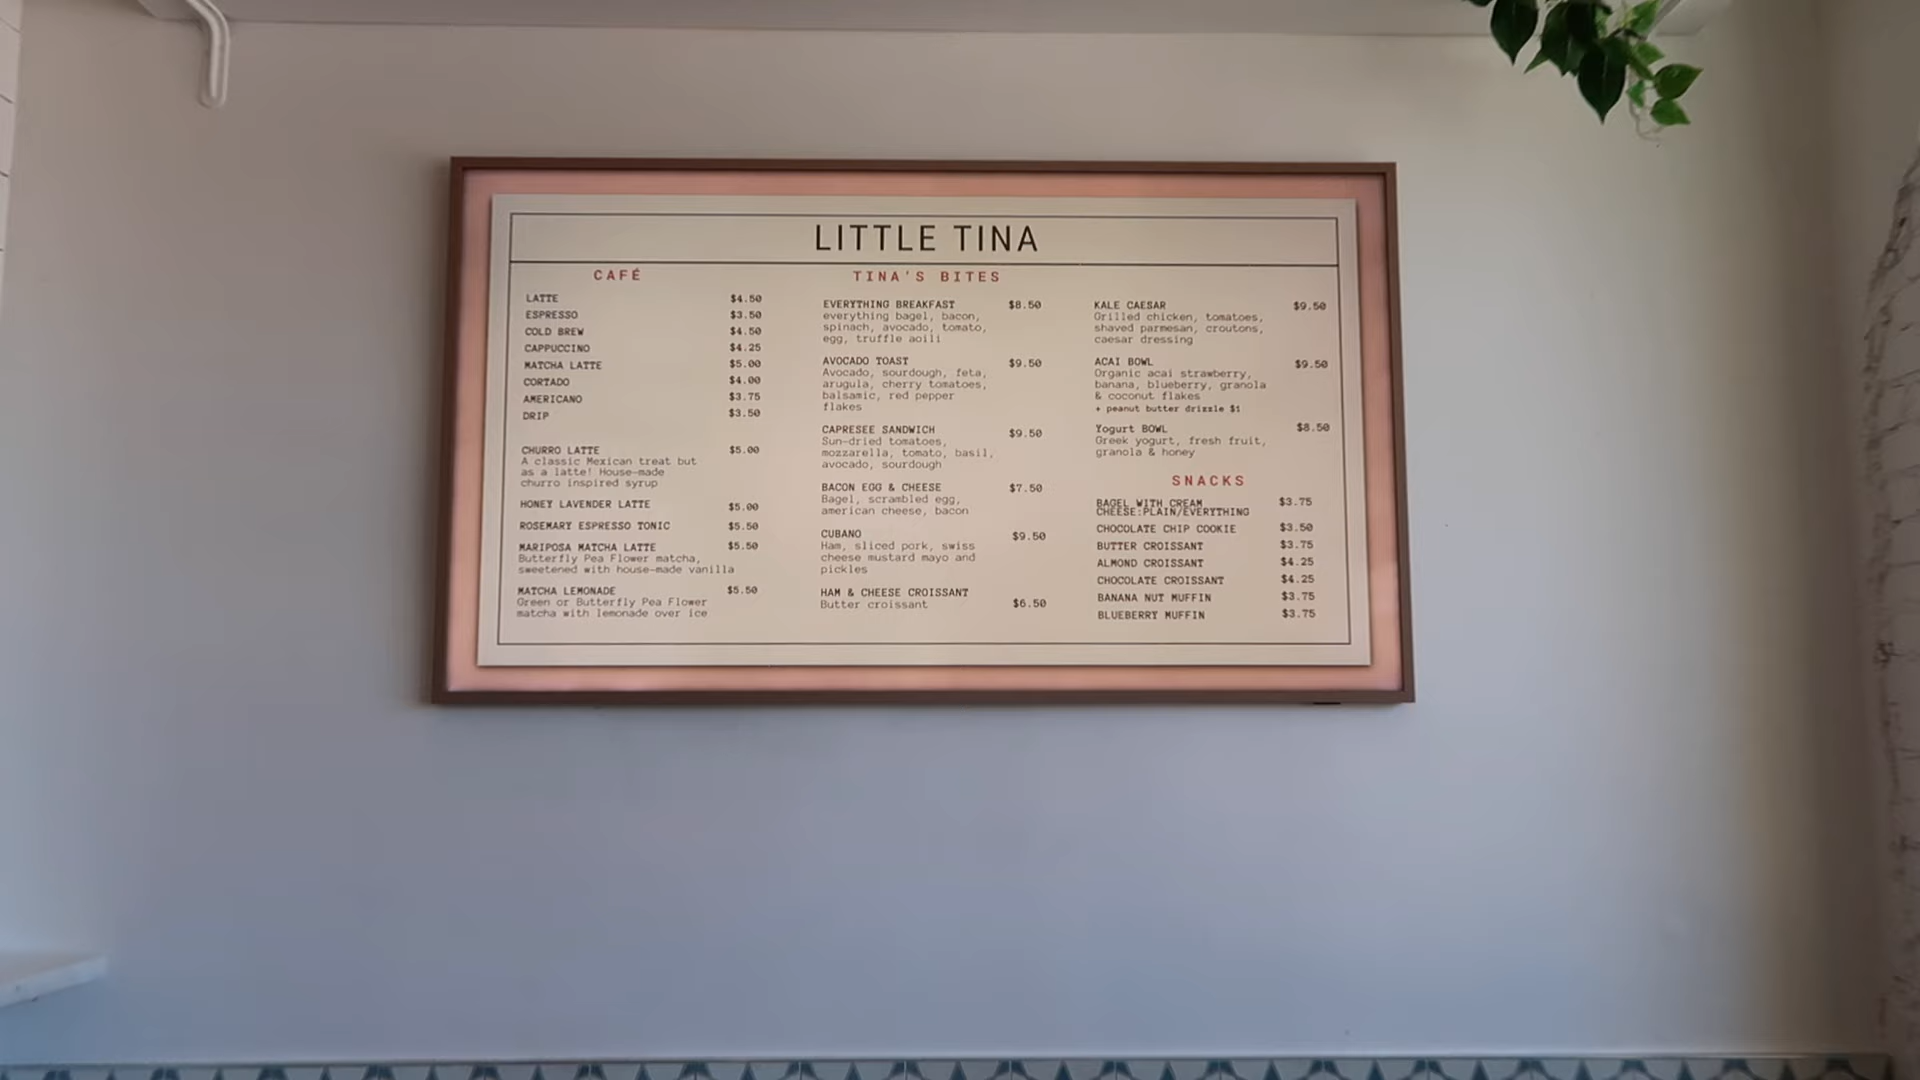 LITTLE TINA
CAFÉ
LATTE $4.50
ESPRESSO $3.50
COLD BREW $4.50
CAPPUCCINO $4.25
MATCHA LATTE $5.00
CORTADO $4.00
AMERICANO $3.75
DRIP $3.50
CHURRO LATTE $5.00
A classic Mexican treat but
as a latte! House-made
churro inspired syrup
HONEY LAVENDER LATTE $5.00
ROSEMARY ESPRESSO TONIC $5.50
MARIPOSA MATCHA LATTE $5.50
Butterfly Pea Flower matcha,
sweetened with house-made vanilla
MATCHA LEMONADE $5.50
Green or Butterfly Pea Flower
matcha with lemonade over ice
TINA'S BITES
EVERYTHING BREAKFAST $8.50
everything bagel, bacon,
spinach, avocado, tomato,
egg, truffle aoili
AVOCADO TOAST $9.50
Avocado, sourdough, feta,
arugula, cherry tomatoes,
balsamic, red pepper
flakes
CAPRESEE SANDWICH $9.50
Sun-dried tomatoes,
mozzarella, tomato, basil,
avocado, sourdough
BACON EGG & CHEESE $7.50
Bagel, scrambled egg,
american cheese, bacon
CUBANO $9.50
Ham, sliced pork, swiss
cheese mustard mayo and
pickles
HAM & CHEESE CROISSANT
Butter croissant $6.50
KALE CAESAR $9.50
Grilled chicken, tomatoes,
shaved parmesan, croutons,
caesar dressing
ACAI BOWL $9.50
Organic acai strawberry,
banana, blueberry, granola
& coconut flakes
+ peanut butter drizzle $1
Yogurt BOWL $8.50
Greek yogurt, fresh fruit,
granola & honey
SNACKS
BAGEL WITH CREAM $3.75
CHEESE:PLAIN/EVERYTHING
CHOCOLATE CHIP COOKIE $3.50
BUTTER CROISSANT $3.75
ALMOND CROISSANT $4.25
CHOCOLATE CROISSANT $4.25
BANANA NUT MUFFIN $3.75
BLUEBERRY MUFFIN $3.75